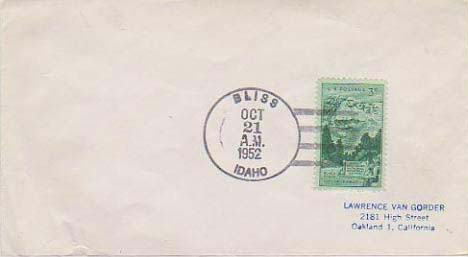 BLISS
OCT
21
A.M.
1952
IDAHO
U.S. POSTAGE 3¢
LAWRENCE VAN GORDER
2181 High Street
Oakland 1, California